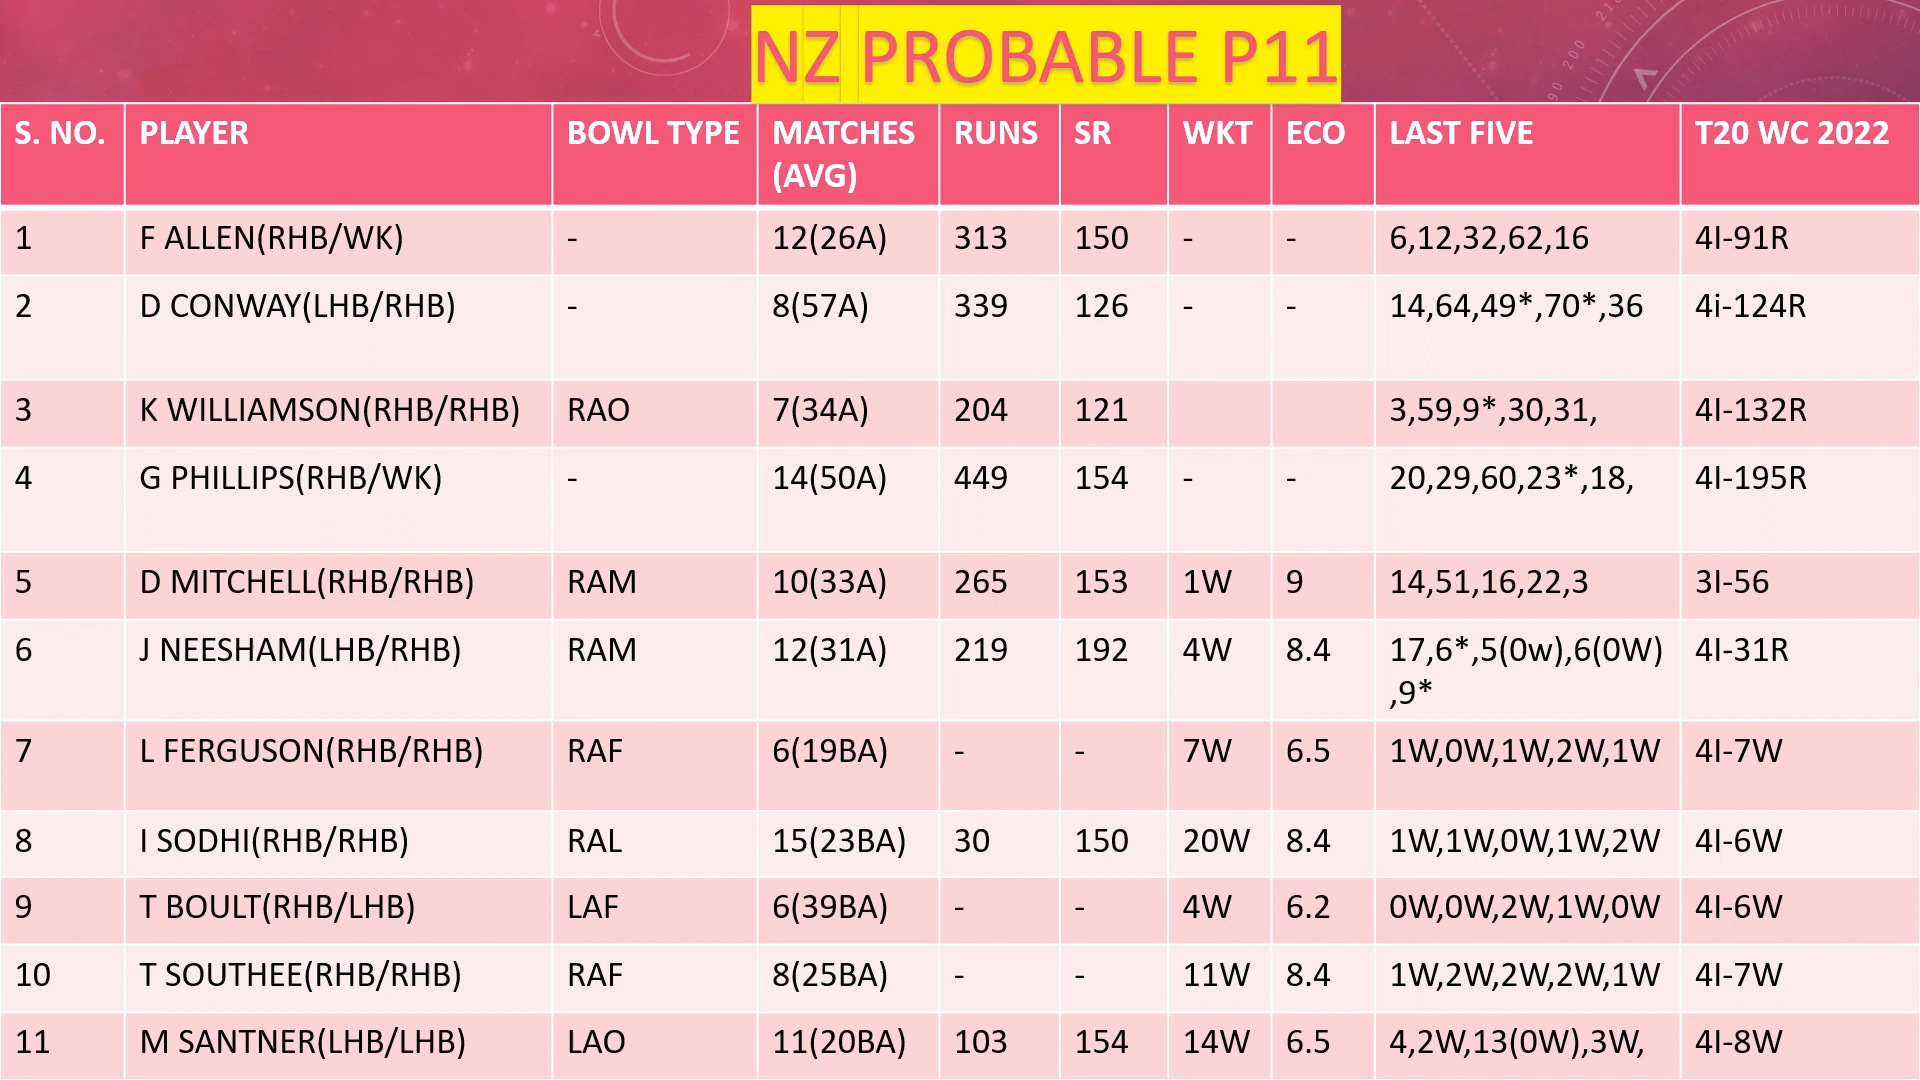 NZ PROBABLE P11
S. NO. PLAYER BOWL TYPE MATCHES (AVG) RUNS SR WKT ECO LAST FIVE T20 WC 2022
1 F ALLEN(RHB/WK) - 12(26A) 313 150 - - 6,12,32,62,16 4I-91R
2 D CONWAY(LHB/RHB) - 8(57A) 339 126 - - 14,64,49*,70*,36 4i-124R
3 K WILLIAMSON(RHB/RHB) RAO 7(34A) 204 121 3,59,9*,30,31, 4I-132R
4 G PHILLIPS(RHB/WK) - 14(50A) 449 154 - - 20,29,60,23*,18, 4I-195R
5 D MITCHELL(RHB/RHB) RAM 10(33A) 265 153 1W 9 14,51,16,22,3 3I-56
6 J NEESHAM(LHB/RHB) RAM 12(31A) 219 192 4W 8.4 17,6*,5(0w),6(0W) ,9* 4I-31R
7 L FERGUSON(RHB/RHB) RAF 6(19BA) - - 7W 6.5 1W,0W,1W,2W,1W 4I-7W
8 I SODHI(RHB/RHB) RAL 15(23BA) 30 150 20W 8.4 1W,1W,0W,1W,2W 4I-6W
9 T BOULT(RHB/LHB) LAF 6(39BA) - - 4W 6.2 0W,0W,2W,1W,0W 4I-6W
10 T SOUTHEE(RHB/RHB) RAF 8(25BA) - - 11W 8.4 1W,2W,2W,2W,1W 4I-7W
11 M SANTNER(LHB/LHB) LAO 11(20BA) 103 154 14W 6.5 4,2W,13(0W),3W, 4I-8W